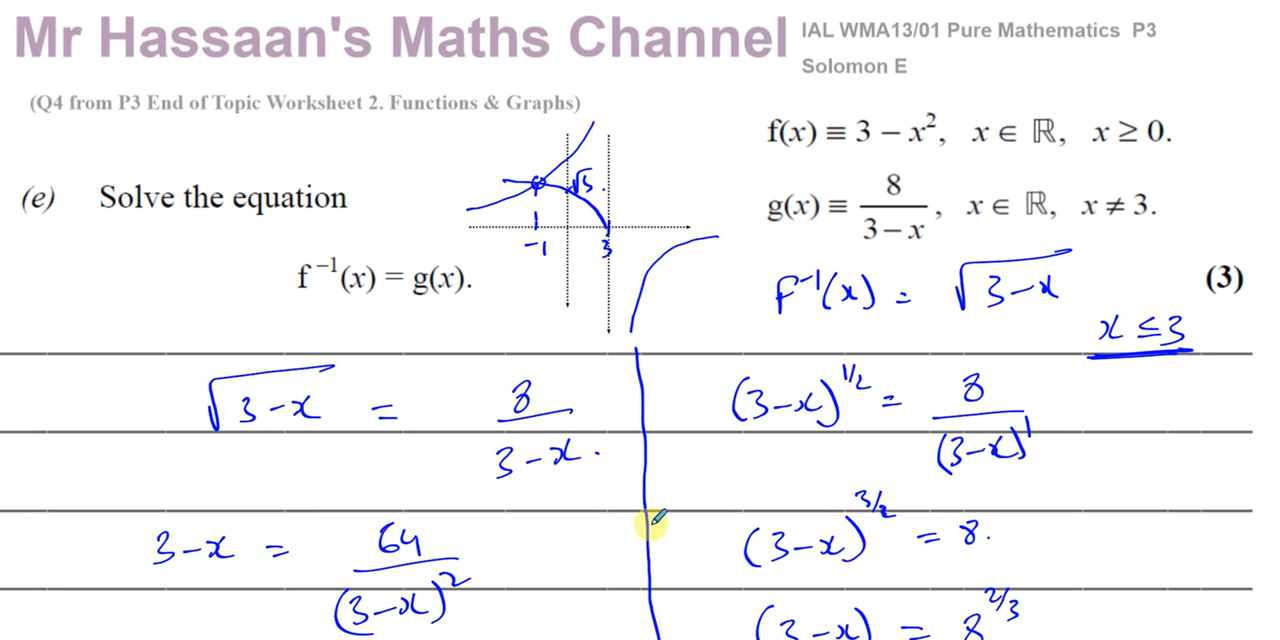 Mr Hassaan's Maths Channel
IAL WMA13/01 Pure Mathematics P3
Solomon E
(Q4 from P3 End of Topic Worksheet 2. Functions & Graphs)
f(x) ≡ 3 − x², x ∈ ℝ, x ≥ 0.
(e) Solve the equation
g(x) ≡ 8/(3 − x), x ∈ ℝ, x ≠ 3.
f⁻¹(x) = g(x).
(3)
√3
-1
3
f⁻¹(x) = √(3-x)
x ≤ 3
√(3-x) = 8/(3-x).
3-x = 64/(3-x)²
(3-x)^1/2 = 8/(3-x)^1
(3-x)^3/2 = 8.
(3-x) = 8^2/3